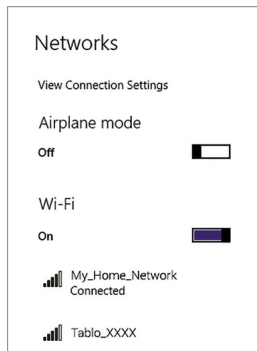 Networks
View Connection Settings
Airplane mode
Off
Wi-Fi
On
My_Home_Network
Connected
Tablo_XXXX